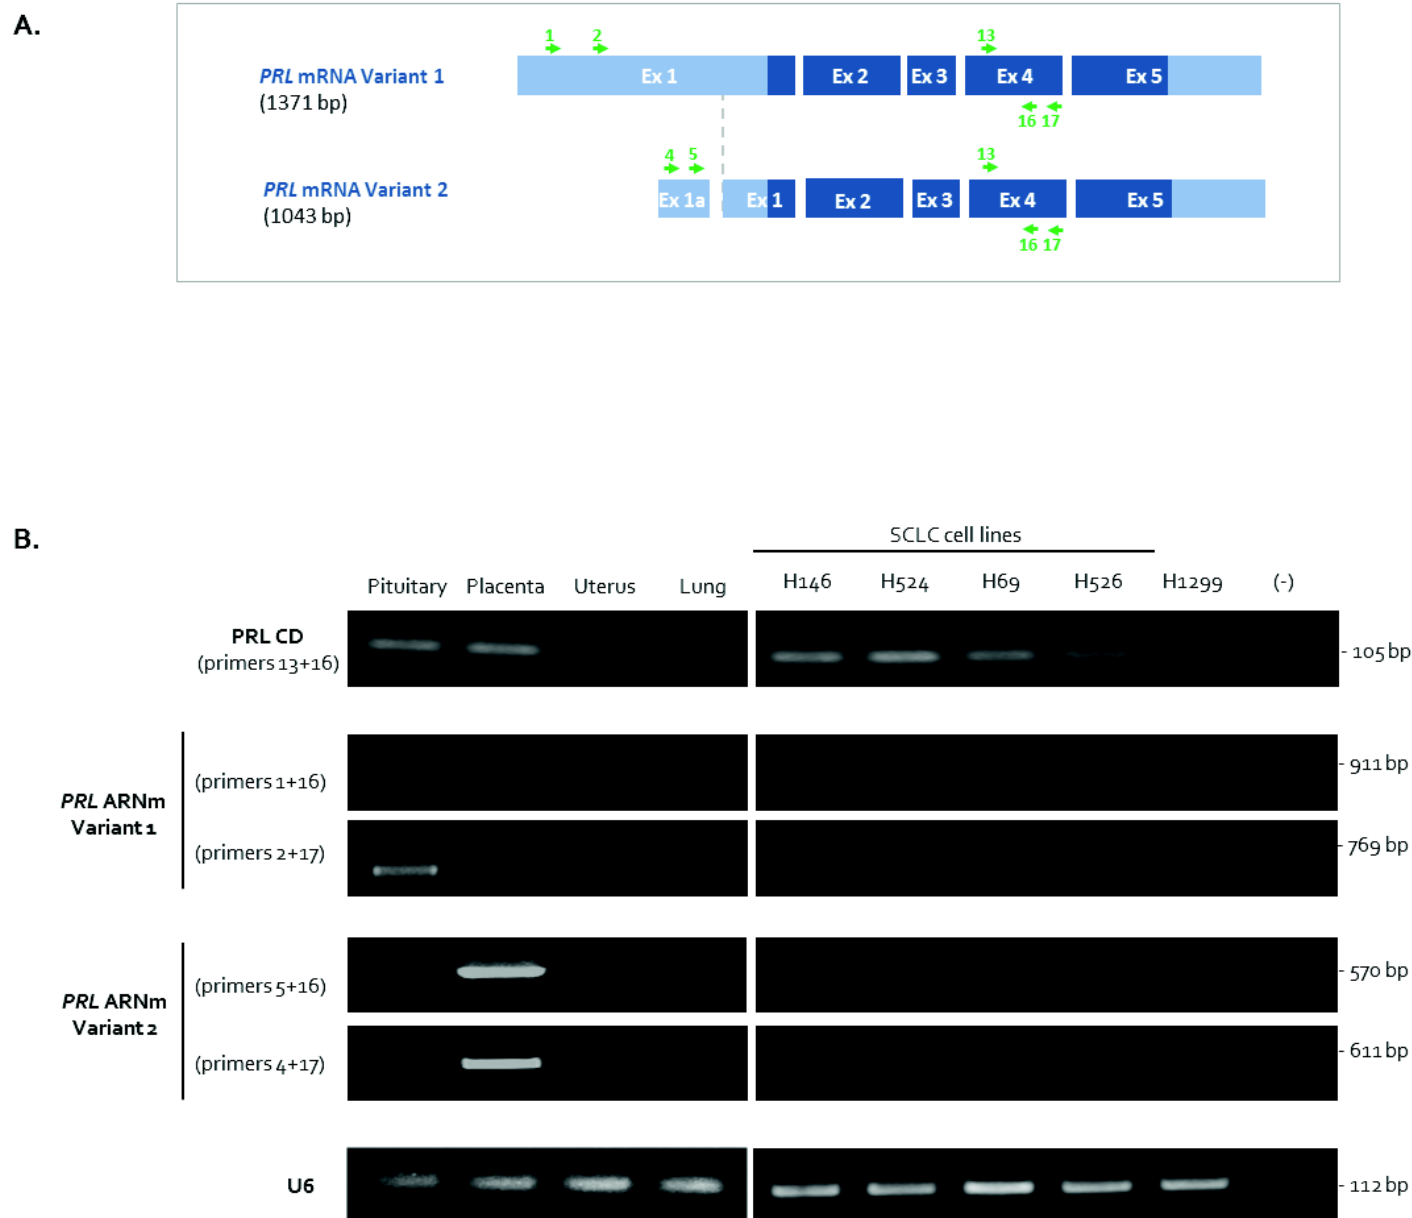 A.
1 2 13
PRL mRNA Variant 1
(1371 bp)
Ex 1 Ex 2 Ex 3 Ex 4 Ex 5
16 17
4 5 13
PRL mRNA Variant 2
(1043 bp)
Ex 1a Ex 1 Ex 2 Ex 3 Ex 4 Ex 5
16 17
B.
SCLC cell lines
Pituitary Placenta Uterus Lung H146 H524 H69 H526 H1299 (-)
PRL CD
(primers 13+16)
- 105 bp
PRL ARNm
Variant 1
(primers 1+16)
- 911 bp
(primers 2+17)
- 769 bp
PRL ARNm
Variant 2
(primers 5+16)
- 570 bp
(primers 4+17)
- 611 bp
U6
- 112 bp